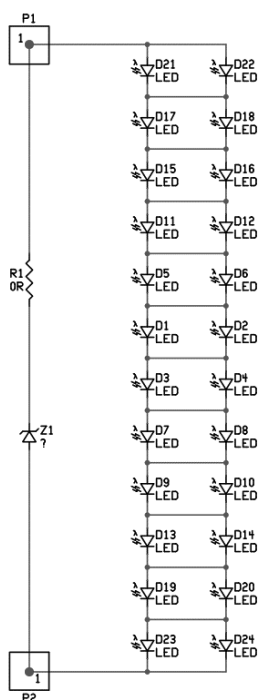 P1
1
D21
LED
D22
LED
D17
LED
D18
LED
D15
LED
D16
LED
D11
LED
D12
LED
R1
0R
D5
LED
D6
LED
D1
LED
D2
LED
D3
LED
D4
LED
Z1
?
D7
LED
D8
LED
D9
LED
D10
LED
D13
LED
D14
LED
D19
LED
D20
LED
D23
LED
D24
LED
1
P2